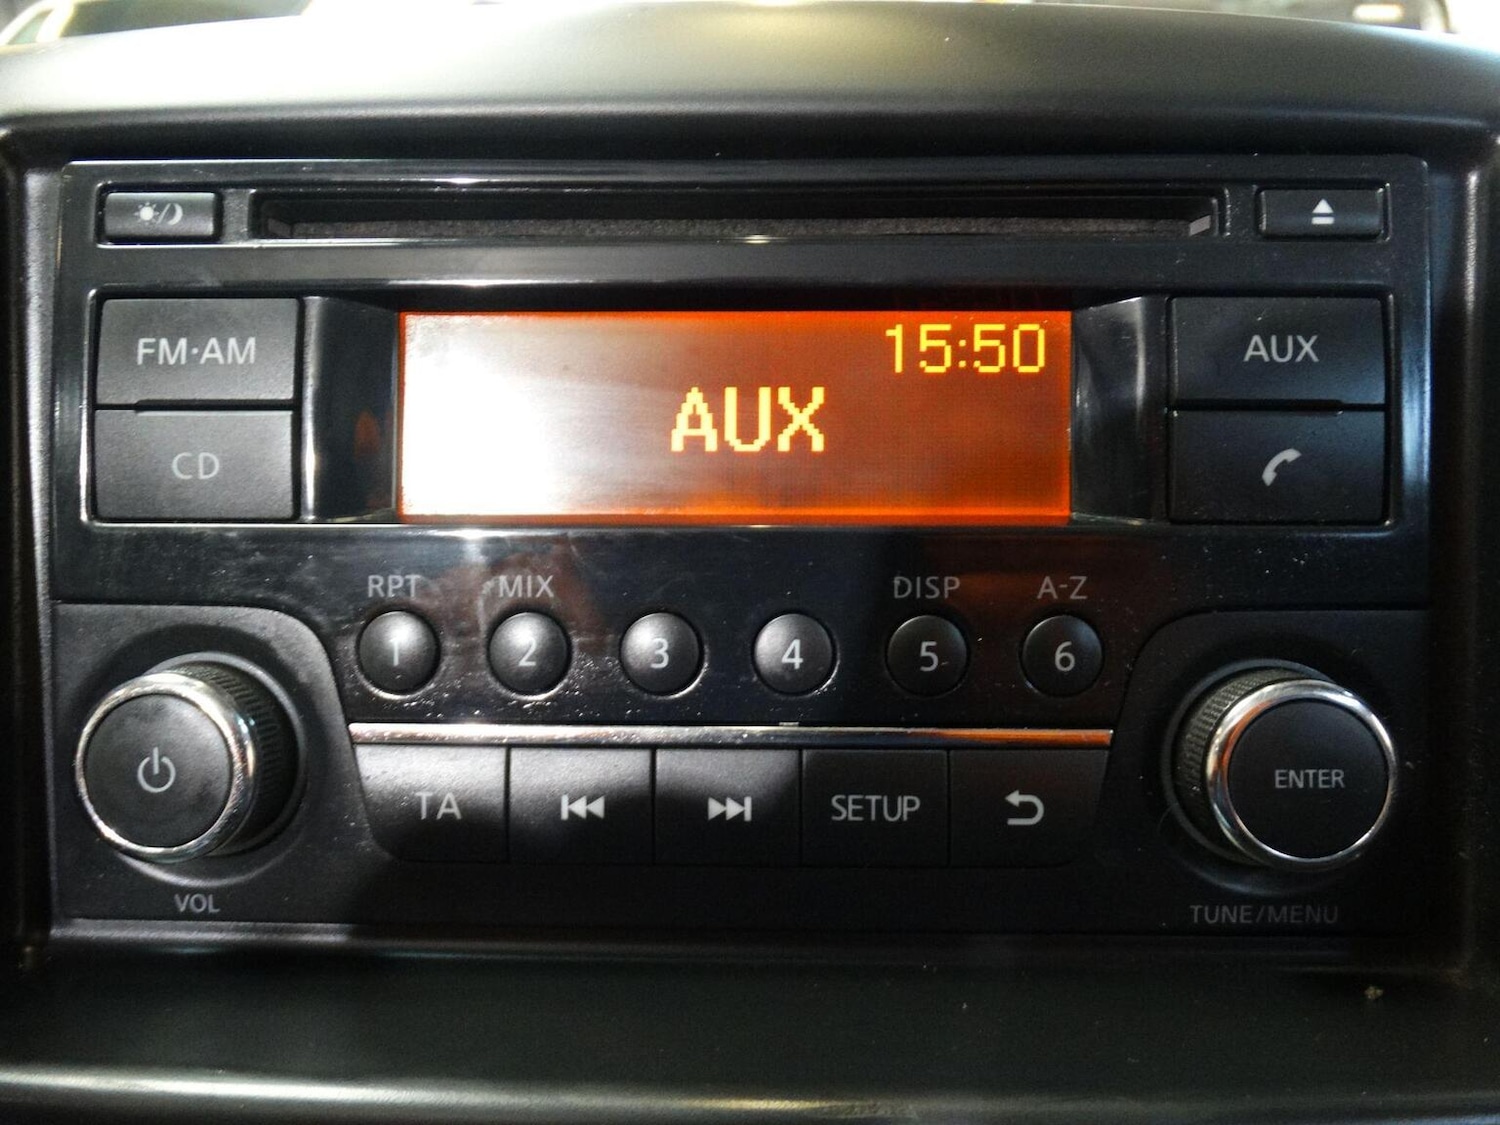 FM·AM
15:50
AUX
AUX
CD
RPT MIX DISP A-Z
1 2 3 4 5 6
TA SETUP
ENTER
VOL
TUNE/MENU